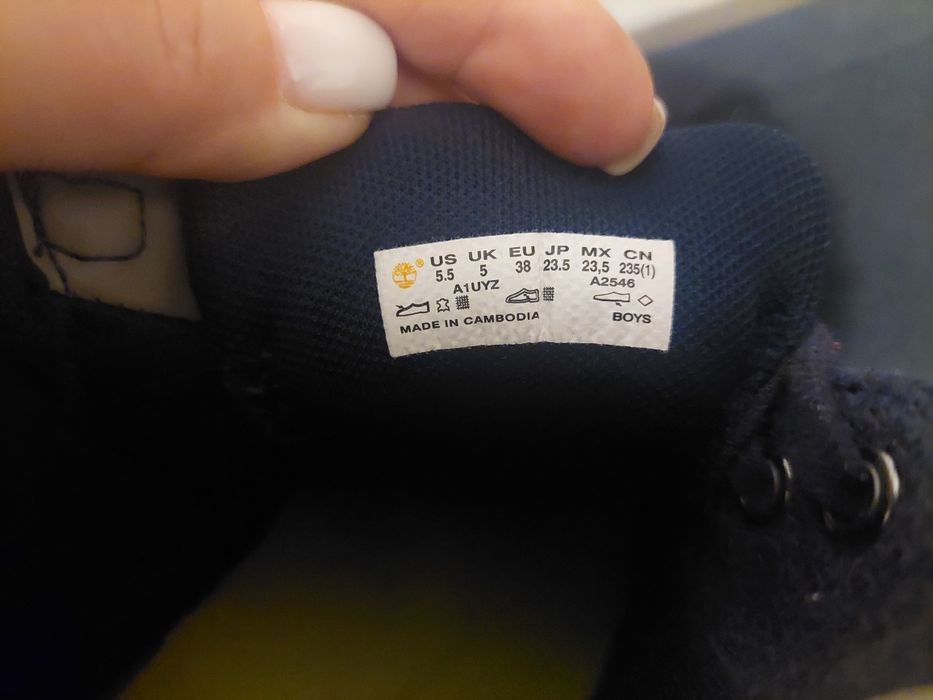 ® US UK EU JP MX CN
5.5 5 38 23.5 23,5 235(1)
A1UYZ A2546
MADE IN CAMBODIA BOYS